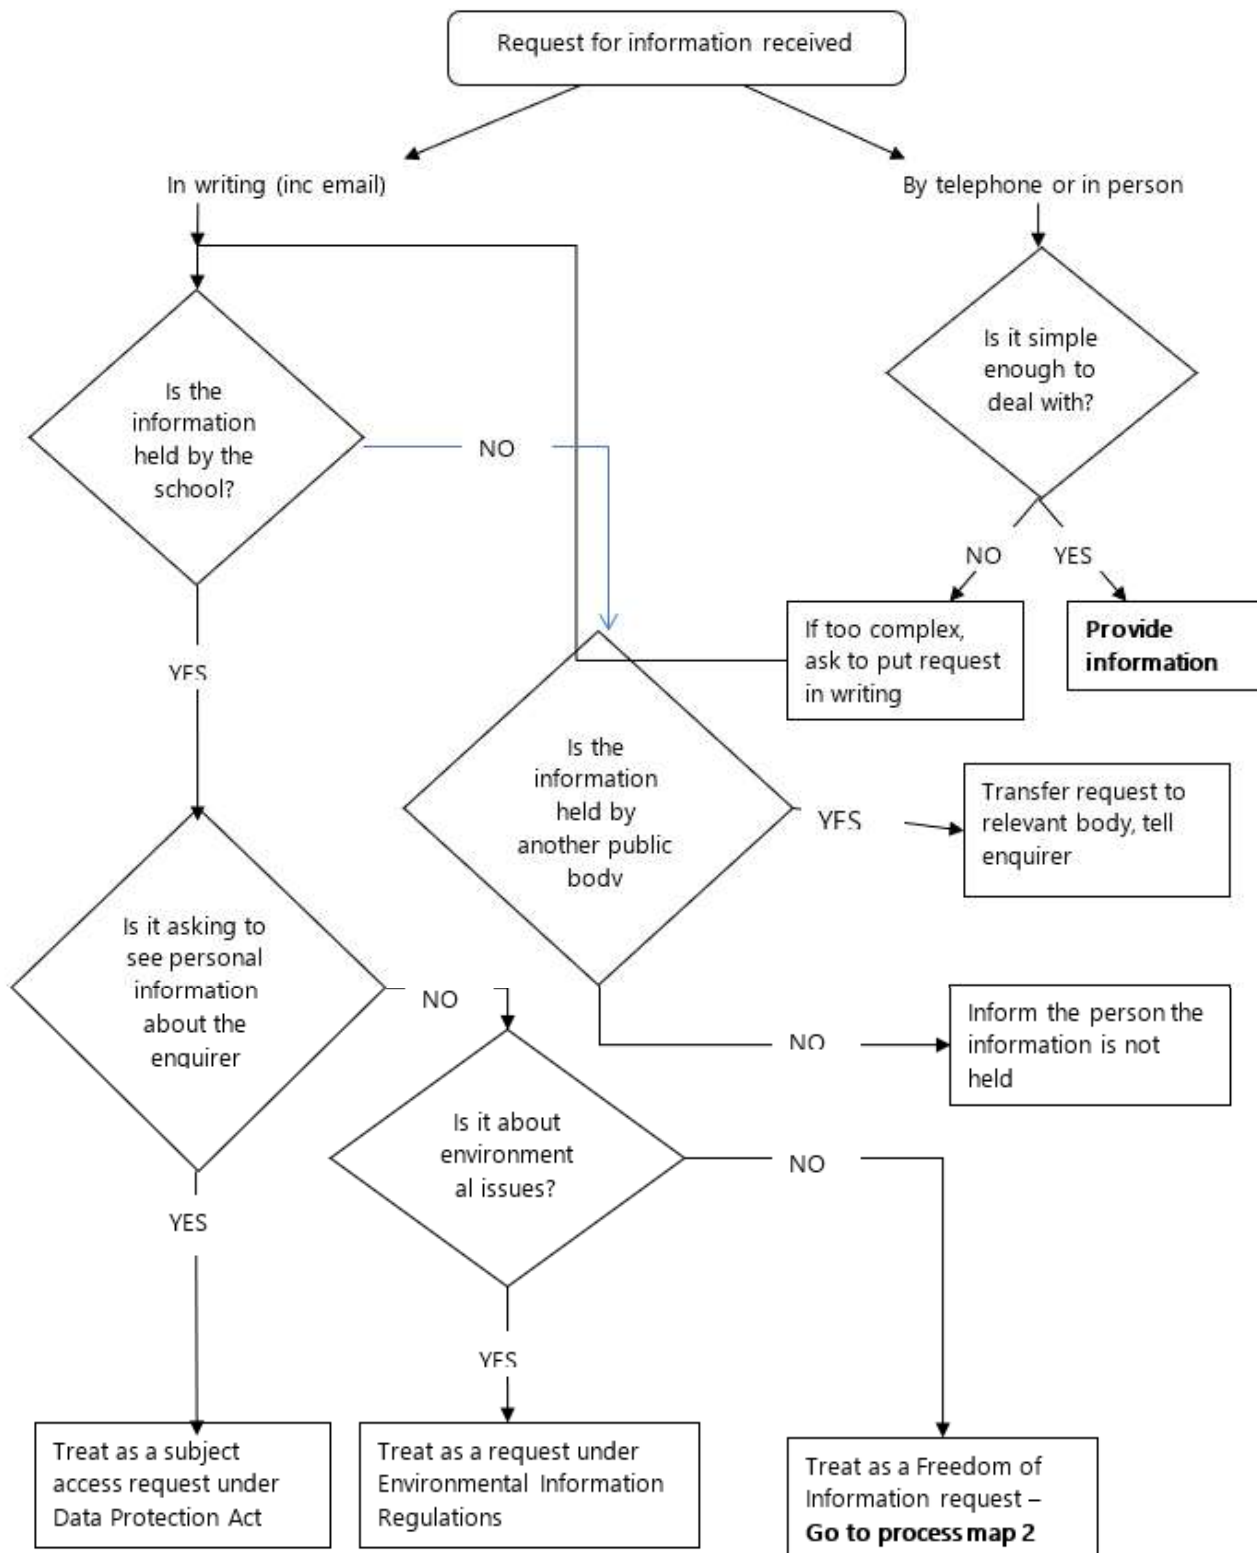 Request for information received
In writing (inc email)
By telephone or in person
Is it simple
enough to
deal with?
Is the
information
held by the
school?
NO
NO
YES
If too complex,
ask to put request
in writing
Provide
information
YES
Is the
information
held by
another public
body
YES
Transfer request to
relevant body, tell
enquirer
Is it asking to
see personal
information
about the
enquirer
NO
Inform the person the
information is not
held
NO
Is it about
environment
al issues?
NO
YES
YES
Treat as a subject
access request under
Data Protection Act
Treat as a request under
Environmental Information
Regulations
Treat as a Freedom of
Information request –
Go to process map 2